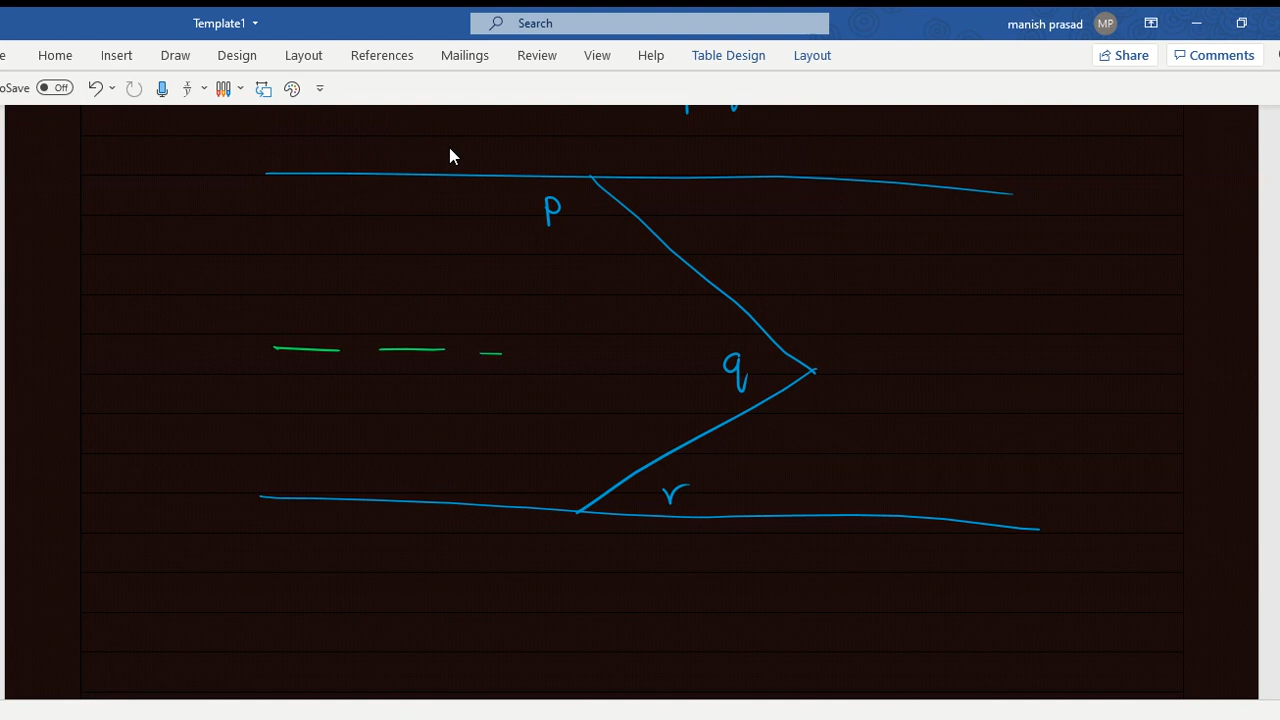 Template1
Search
manish prasad MP
Home Insert Draw Design Layout References Mailings Review View Help Table Design Layout Share Comments
Off
p
q
r